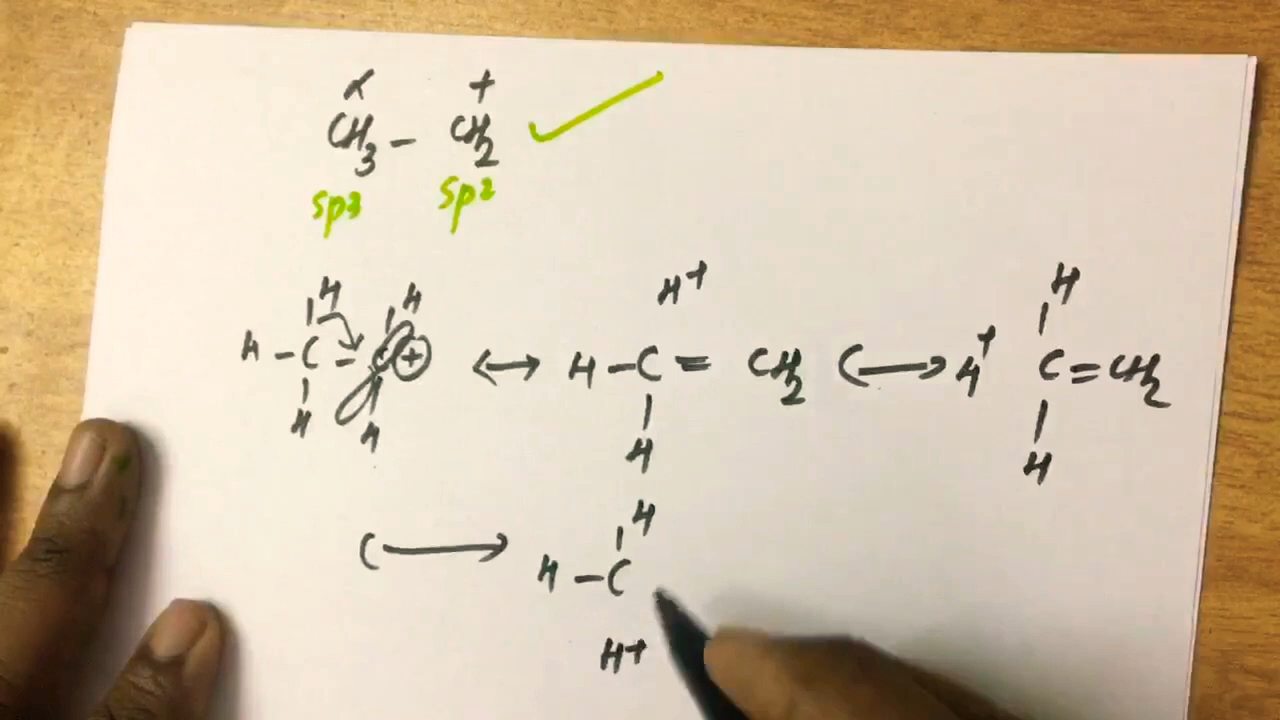 α +
CH3 - CH2 ✓
sp3 sp2
H H H+ H
H - C - C + ↔ H - C = CH2 ↔ H+ C = CH2
H H H H
H
↔ H - C
H+